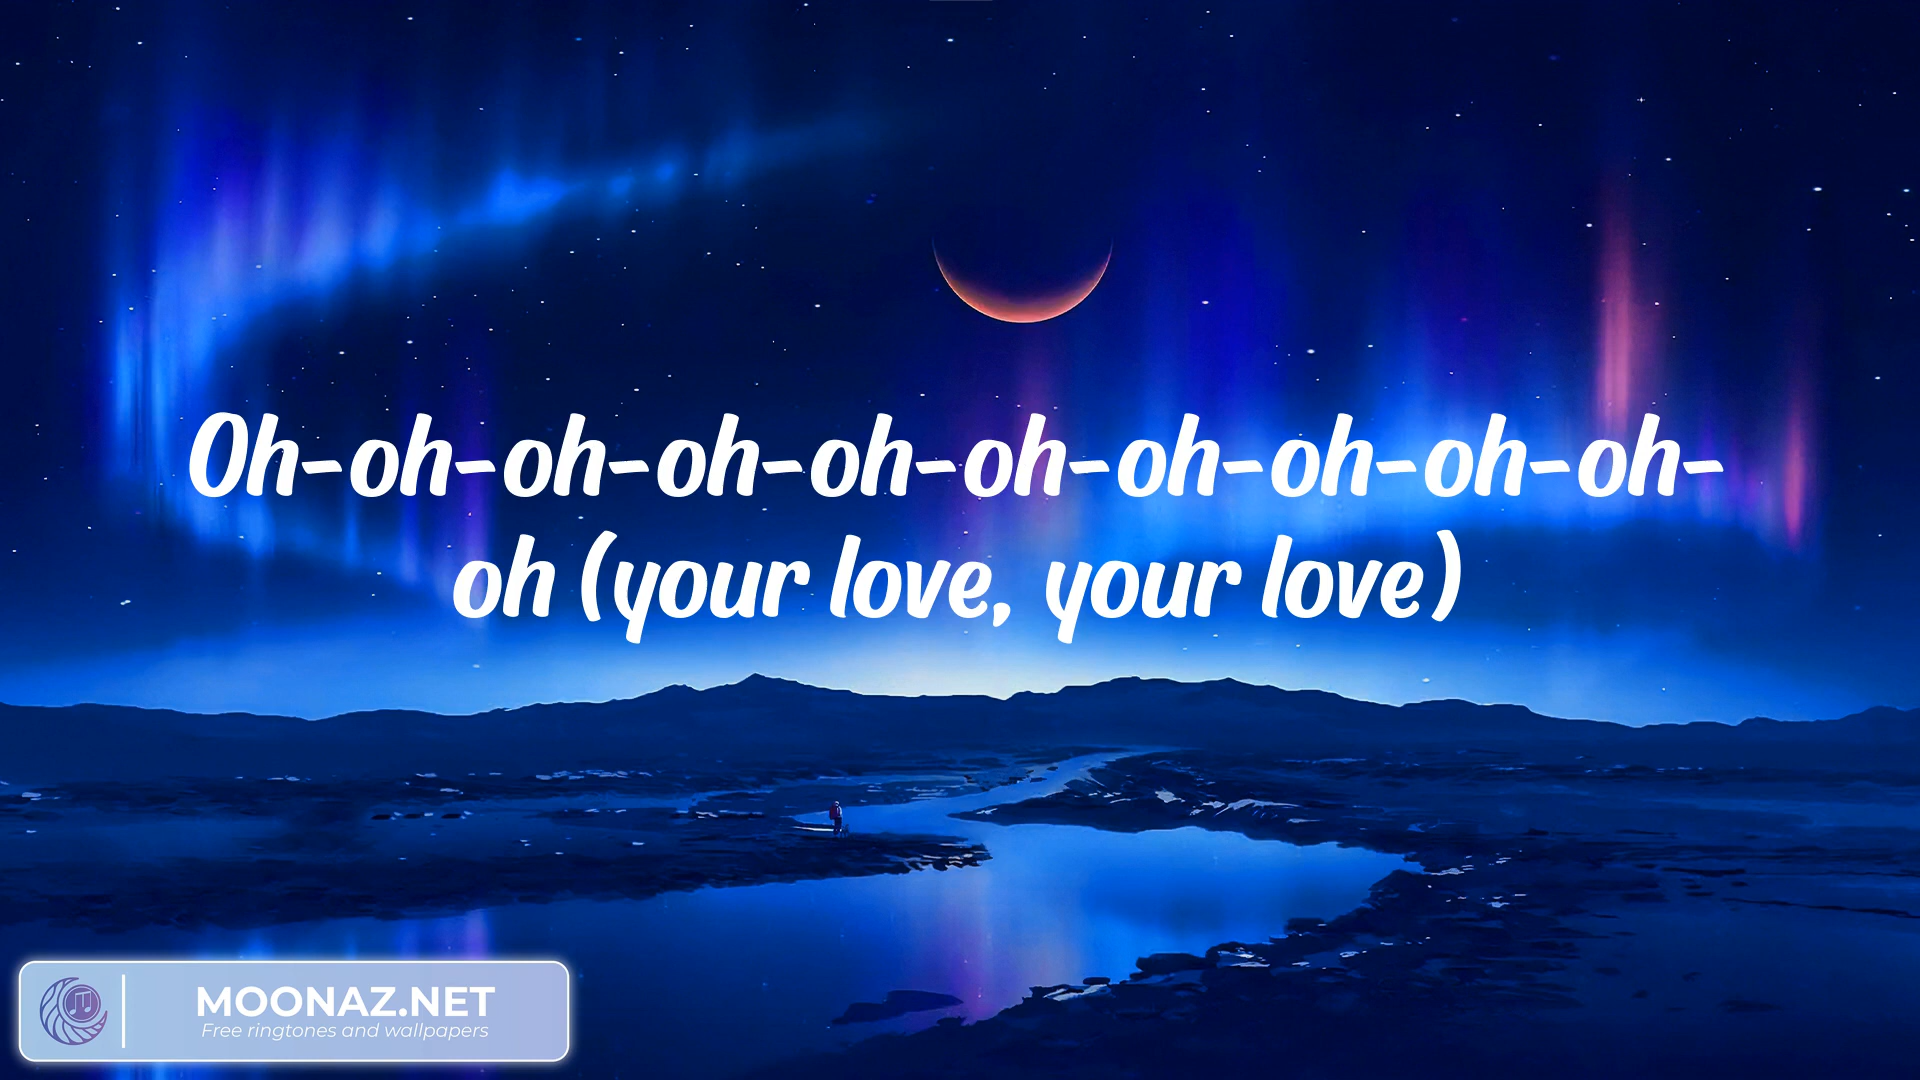 Oh-oh-oh-oh-oh-oh-oh-oh-oh-oh-
oh (your love, your love)
MOONAZ.NET
Free ringtones and wallpapers